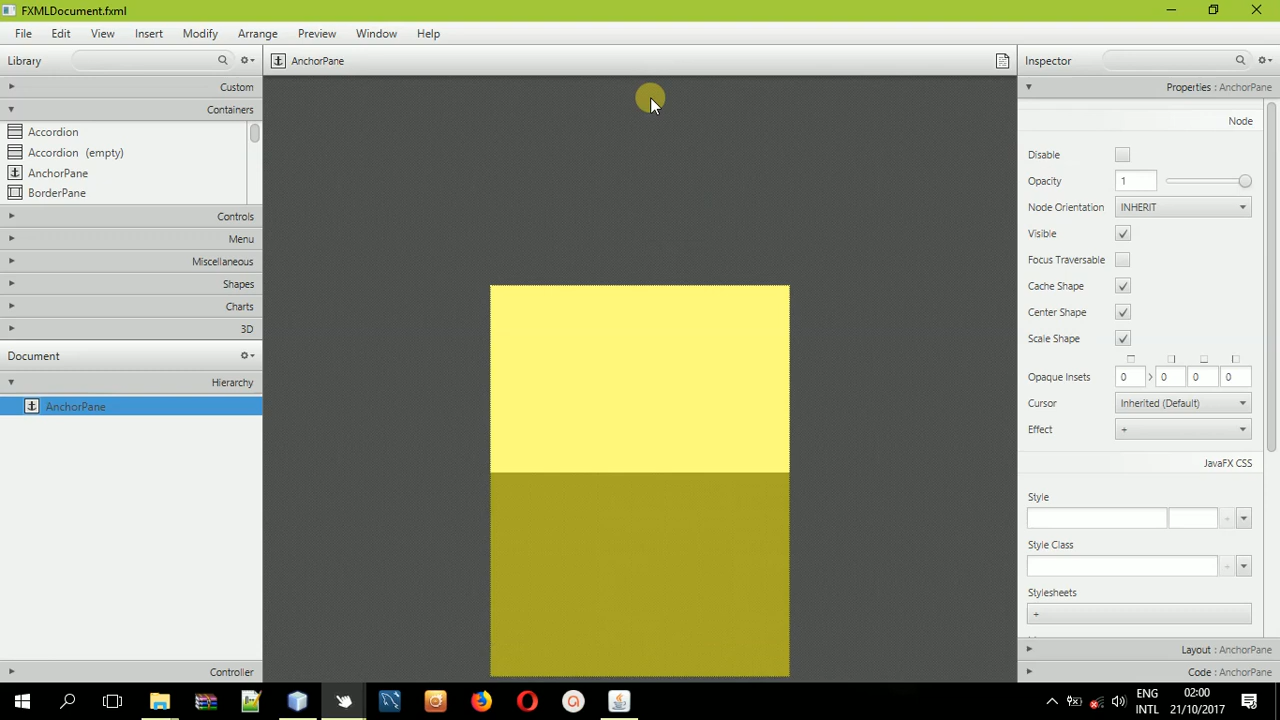 FXMLDocument.fxml
File Edit View Insert Modify Arrange Preview Window Help
Library
AnchorPane
Inspector
Custom
Containers
Accordion
Accordion (empty)
AnchorPane
BorderPane
Controls
Menu
Miscellaneous
Shapes
Charts
3D
Document
Hierarchy
AnchorPane
Controller
Properties : AnchorPane
Node
Disable
Opacity 1
Node Orientation INHERIT
Visible
Focus Traversable
Cache Shape
Center Shape
Scale Shape
Opaque Insets 0 0 0 0
Cursor Inherited (Default)
Effect +
JavaFX CSS
Style
Style Class
Stylesheets
+
Layout : AnchorPane
Code : AnchorPane
ENG 02:00
INTL 21/10/2017